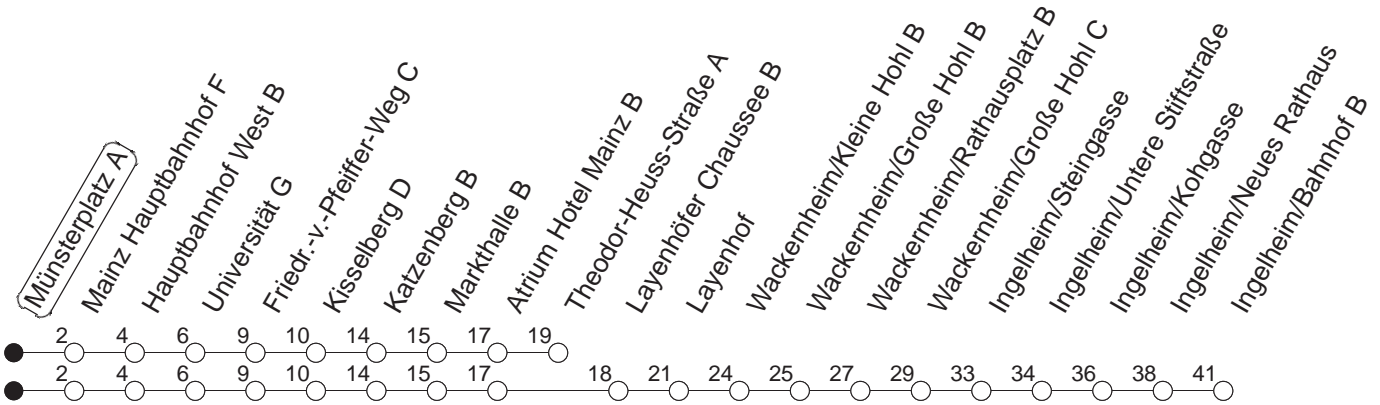 Münsterplatz A
Mainz Hauptbahnhof F
Hauptbahnhof West B
Universität G
Friedr.-v.-Pfeiffer-Weg C
Kisselberg D
Katzenberg B
Markthalle B
Atrium Hotel Mainz B
Theodor-Heuss-Straße A
Layenhöfer Chaussee B
Layenhof
Wackernheim/Kleine Hohl B
Wackernheim/Große Hohl B
Wackernheim/Rathausplatz B
Wackernheim/Große Hohl C
Ingelheim/Steingasse
Ingelheim/Untere Stiftstraße
Ingelheim/Kohgasse
Ingelheim/Neues Rathaus
Ingelheim/Bahnhof B
2 4 6 9 10 14 15 17 19
2 4 6 9 10 14 15 17 18 21 24 25 27 29 33 34 36 38 41